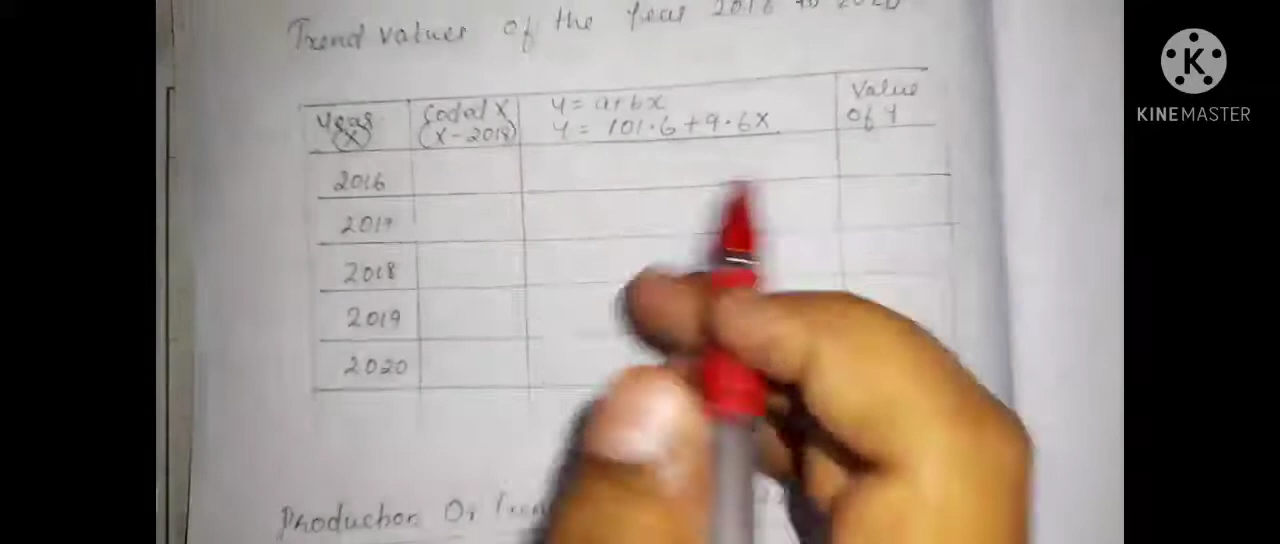 Trend values of the Year 2016 to 2020
Year (X)
Coded X (X-2018)
Y = a+bx
Y = 101.6 + 9.6X
Value of Y
2016
2017
2018
2019
2020
Production Or
K
KINEMASTER